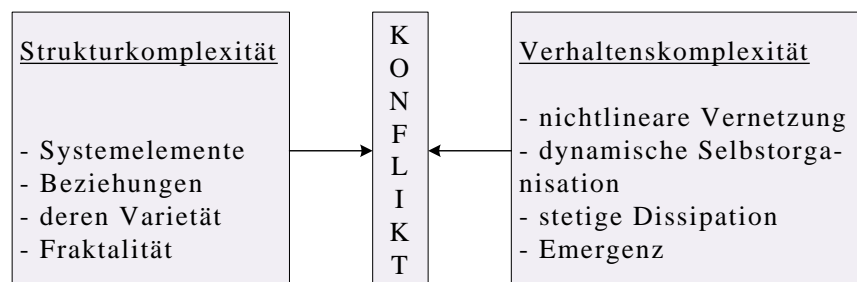 Strukturkomplexität
- Systemelemente
- Beziehungen
- deren Varietät
- Fraktalität
K
O
N
F
L
I
K
T
Verhaltenskomplexität
- nichtlineare Vernetzung
- dynamische Selbstorga-
nisation
- stetige Dissipation
- Emergenz